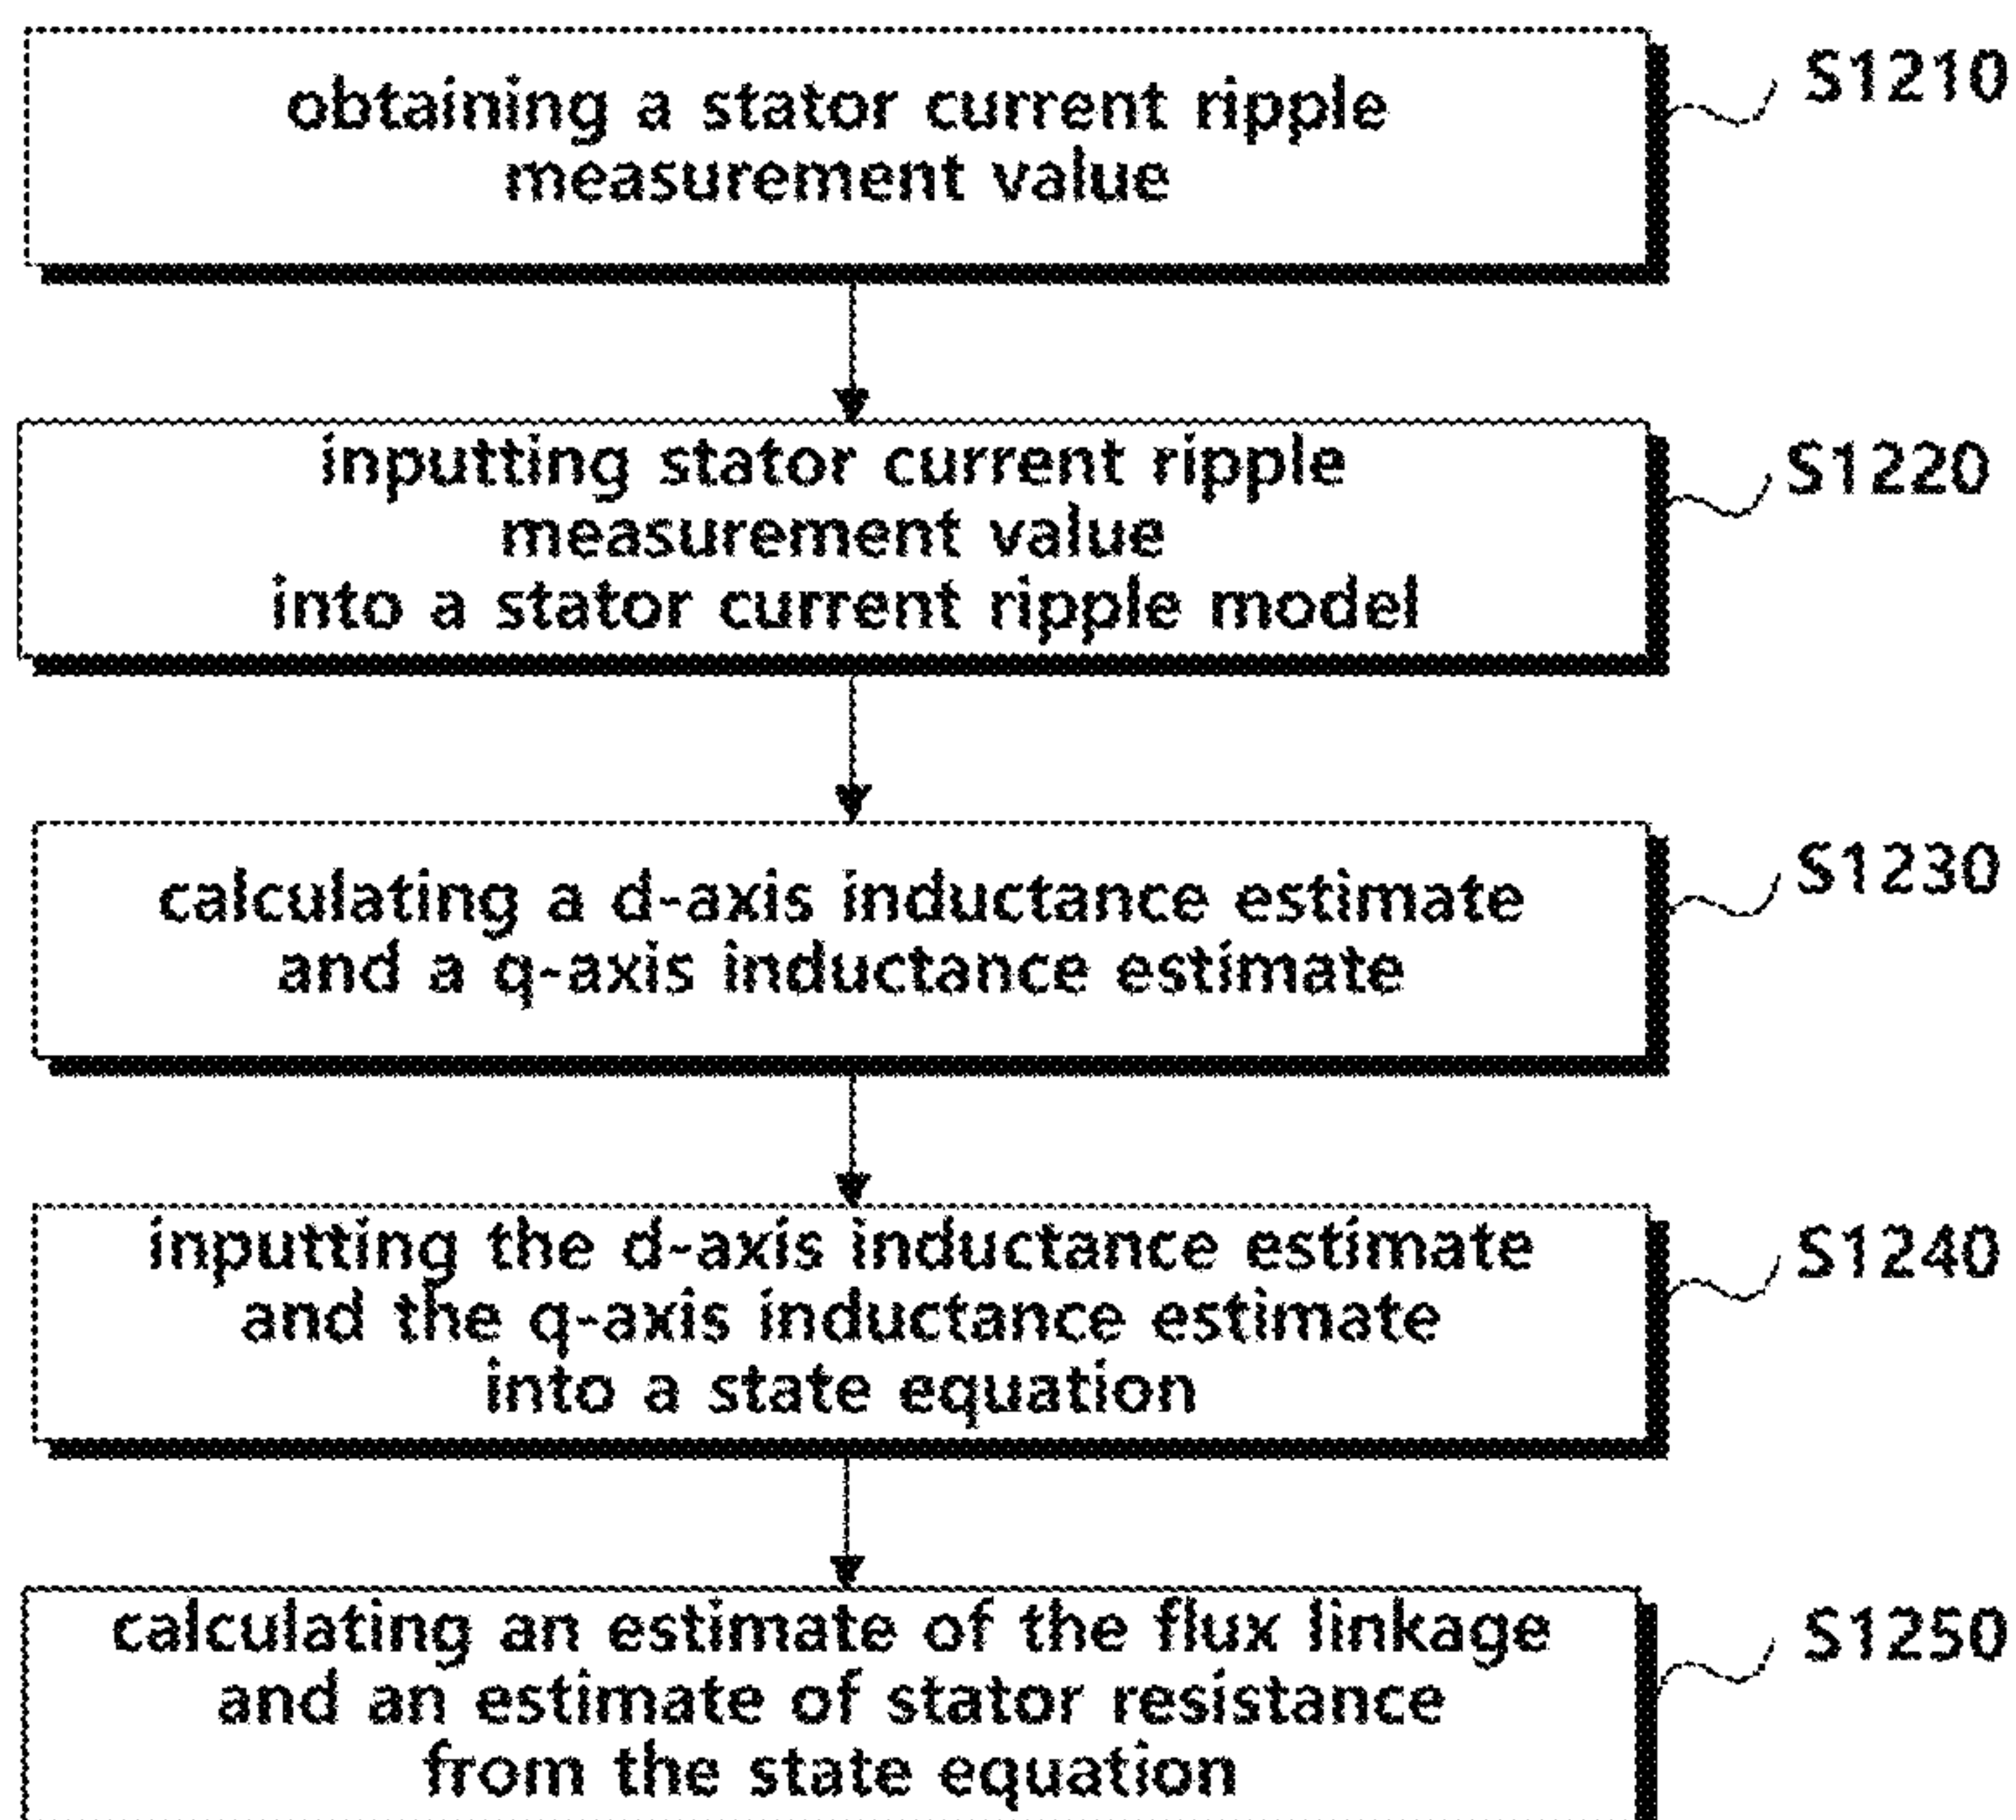 obtaining a stator current ripple
measurement value
S1210
inputting stator current ripple
measurement value
into a stator current ripple model
S1220
calculating a d-axis inductance estimate
and a q-axis inductance estimate
S1230
inputting the d-axis inductance estimate
and the q-axis inductance estimate
into a state equation
S1240
calculating an estimate of the flux linkage
and an estimate of stator resistance
from the state equation
S1250